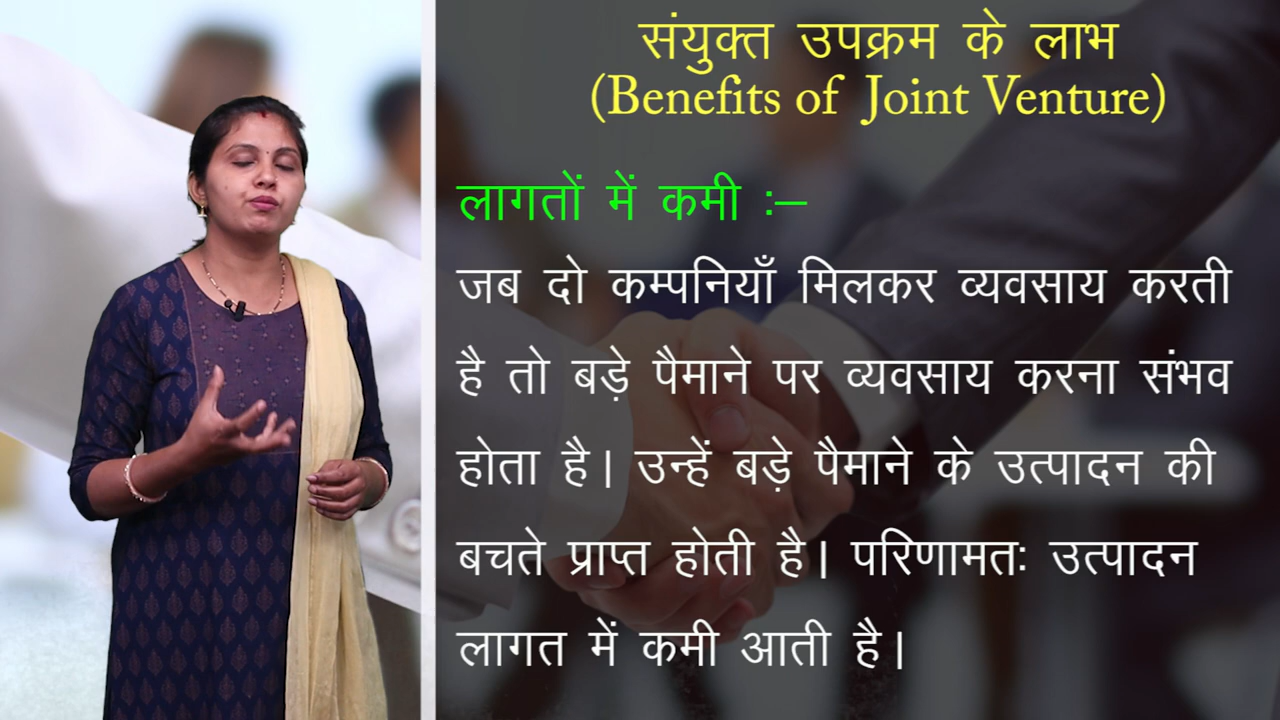 संयुक्त उपक्रम के लाभ
(Benefits of Joint Venture)
लागतों में कमी :–
जब दो कम्पनियाँ मिलकर व्यवसाय करती
है तो बड़े पैमाने पर व्यवसाय करना संभव
होता है। उन्हें बड़े पैमाने के उत्पादन की
बचते प्राप्त होती है। परिणामतः उत्पादन
लागत में कमी आती है।